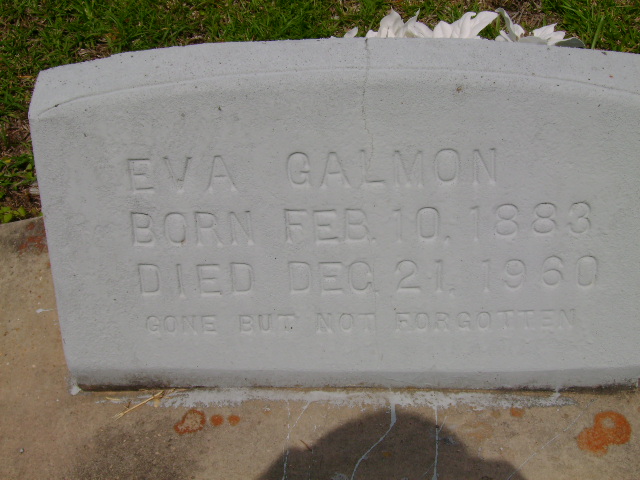 EVA GALMON
BORN FEB. 10, 1883
DIED DEC. 21, 1960
GONE BUT NOT FORGOTTEN